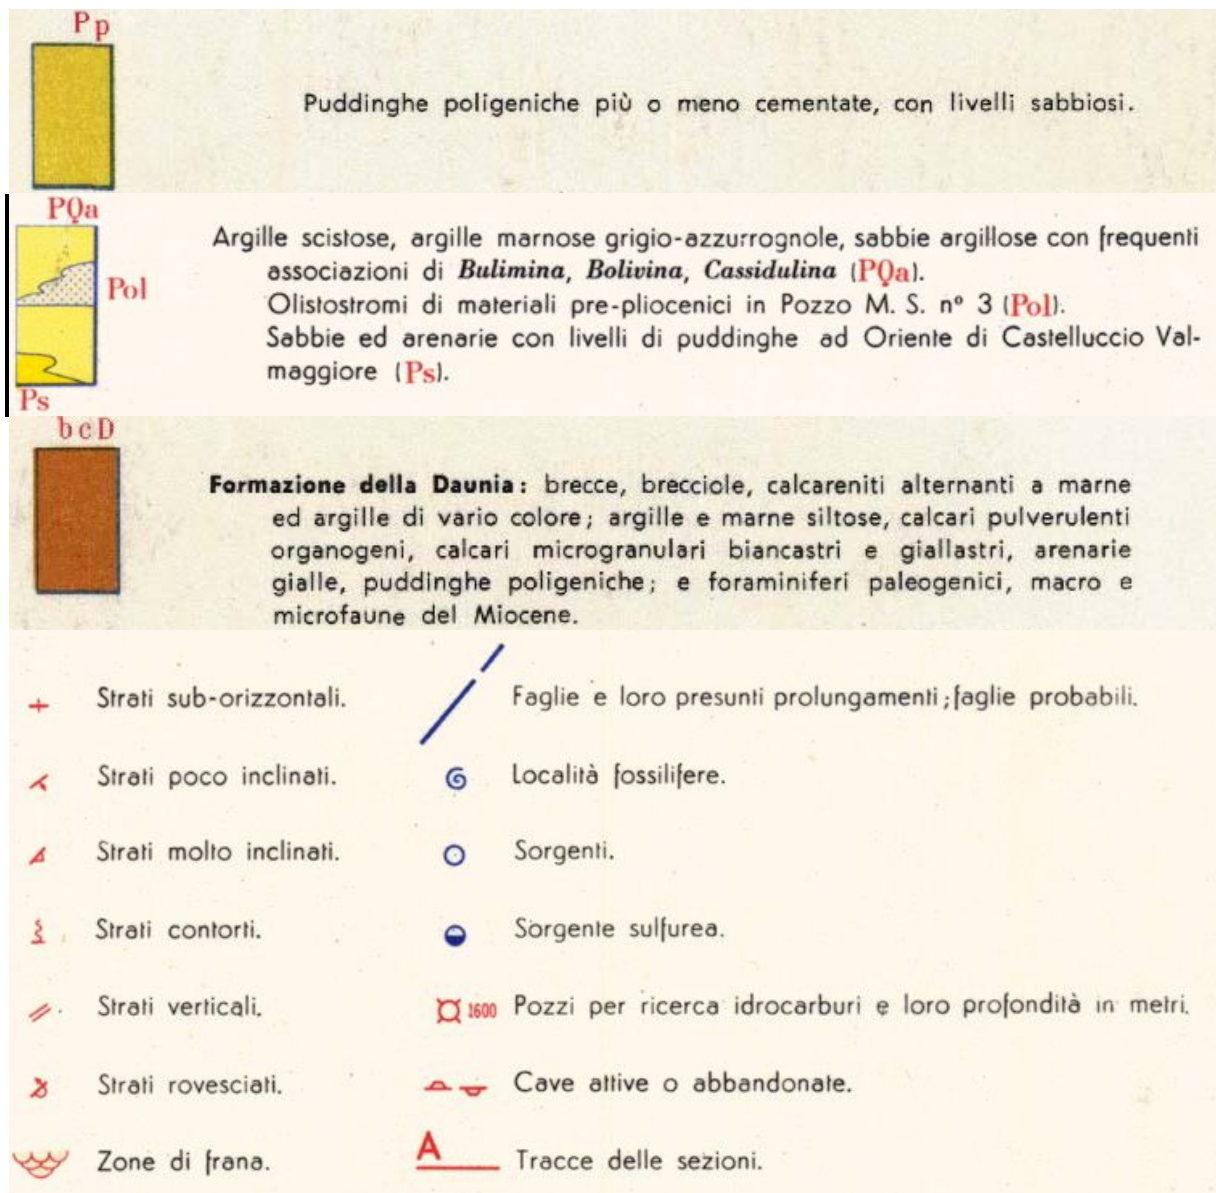 Pp
Puddinghe poligeniche più o meno cementate, con livelli sabbiosi.
PQa
Pol
Ps
Argille scistose, argille marnose grigio-azzurrognole, sabbie argillose con frequenti
associazioni di Bulimina, Bolivina, Cassidulina (PQa).
Olistostromi di materiali pre-pliocenici in Pozzo M. S. n° 3 (Pol).
Sabbie ed arenarie con livelli di puddinghe ad Oriente di Castelluccio Val-
maggiore (Ps).
bcD
Formazione della Daunia: brecce, brecciole, calcareniti alternanti a marne
ed argille di vario colore; argille e marne siltose, calcari pulverulenti
organogeni, calcari microgranulari biancastri e giallastri, arenarie
gialle, puddinghe poligeniche; e foraminiferi paleogenici, macro e
microfaune del Miocene.
Strati sub-orizzontali.
Strati poco inclinati.
Strati molto inclinati.
Strati contorti.
Strati verticali.
Strati rovesciati.
Zone di frana.
Faglie e loro presunti prolungamenti; faglie probabili.
Località fossilifere.
Sorgenti.
Sorgente sulfurea.
1600 Pozzi per ricerca idrocarburi e loro profondità in metri.
Cave attive o abbandonate.
A Tracce delle sezioni.